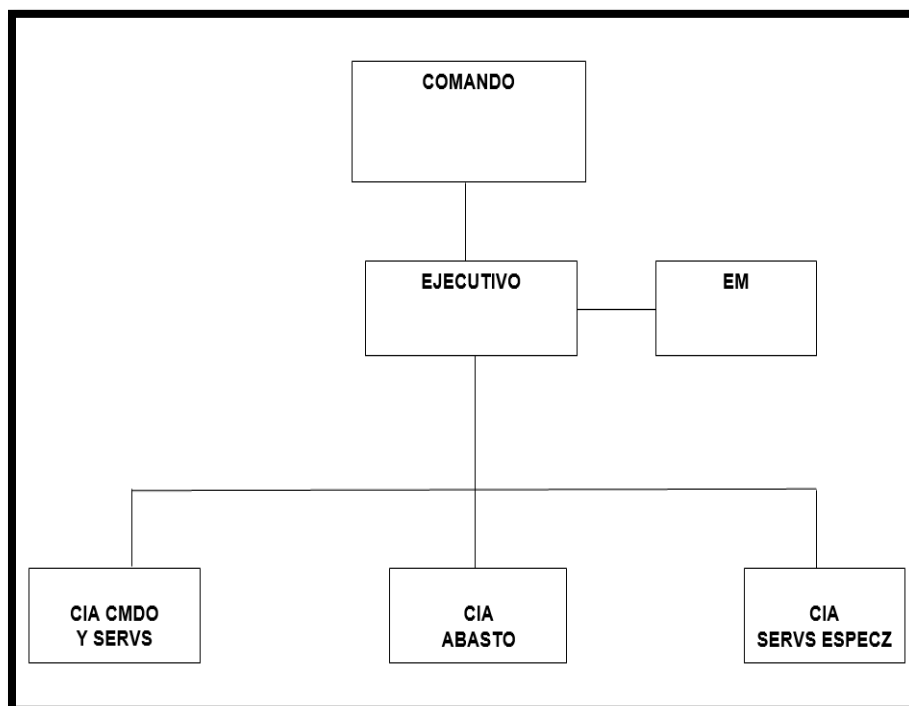 COMANDO
EJECUTIVO
EM
CIA CMDO
Y SERVS
CIA
ABASTO
CIA
SERVS ESPECZ